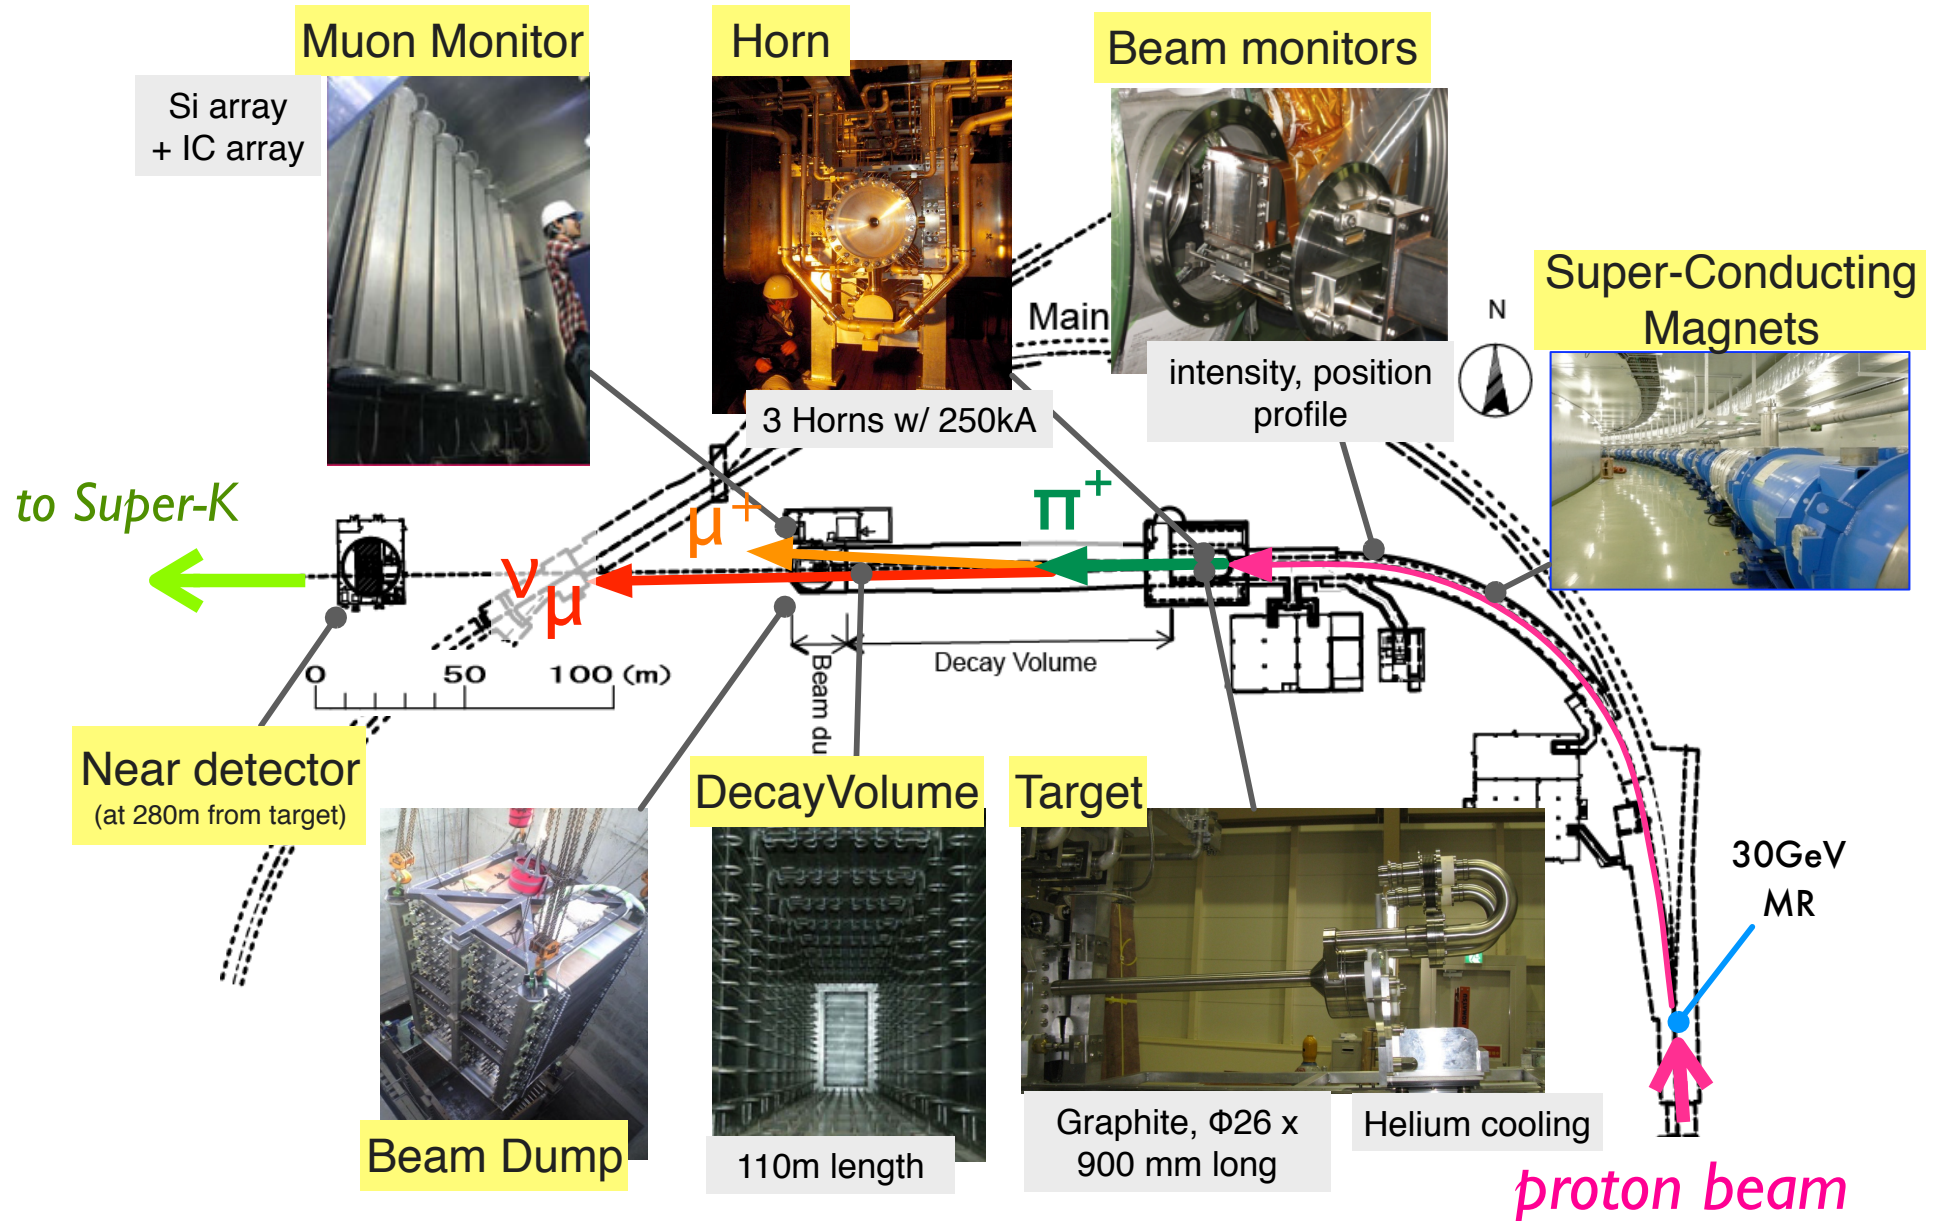 Muon Monitor
Si array
+ IC array
Horn
3 Horns w/ 250kA
Beam monitors
intensity, position
profile
Super-Conducting
Magnets
N
Main
to Super-K
μ+
π+
νμ
0 50 100 (m)
Beam du
Decay Volume
Near detector
(at 280m from target)
Beam Dump
DecayVolume
110m length
Target
Graphite, Φ26 x
900 mm long
Helium cooling
30GeV
MR
proton beam